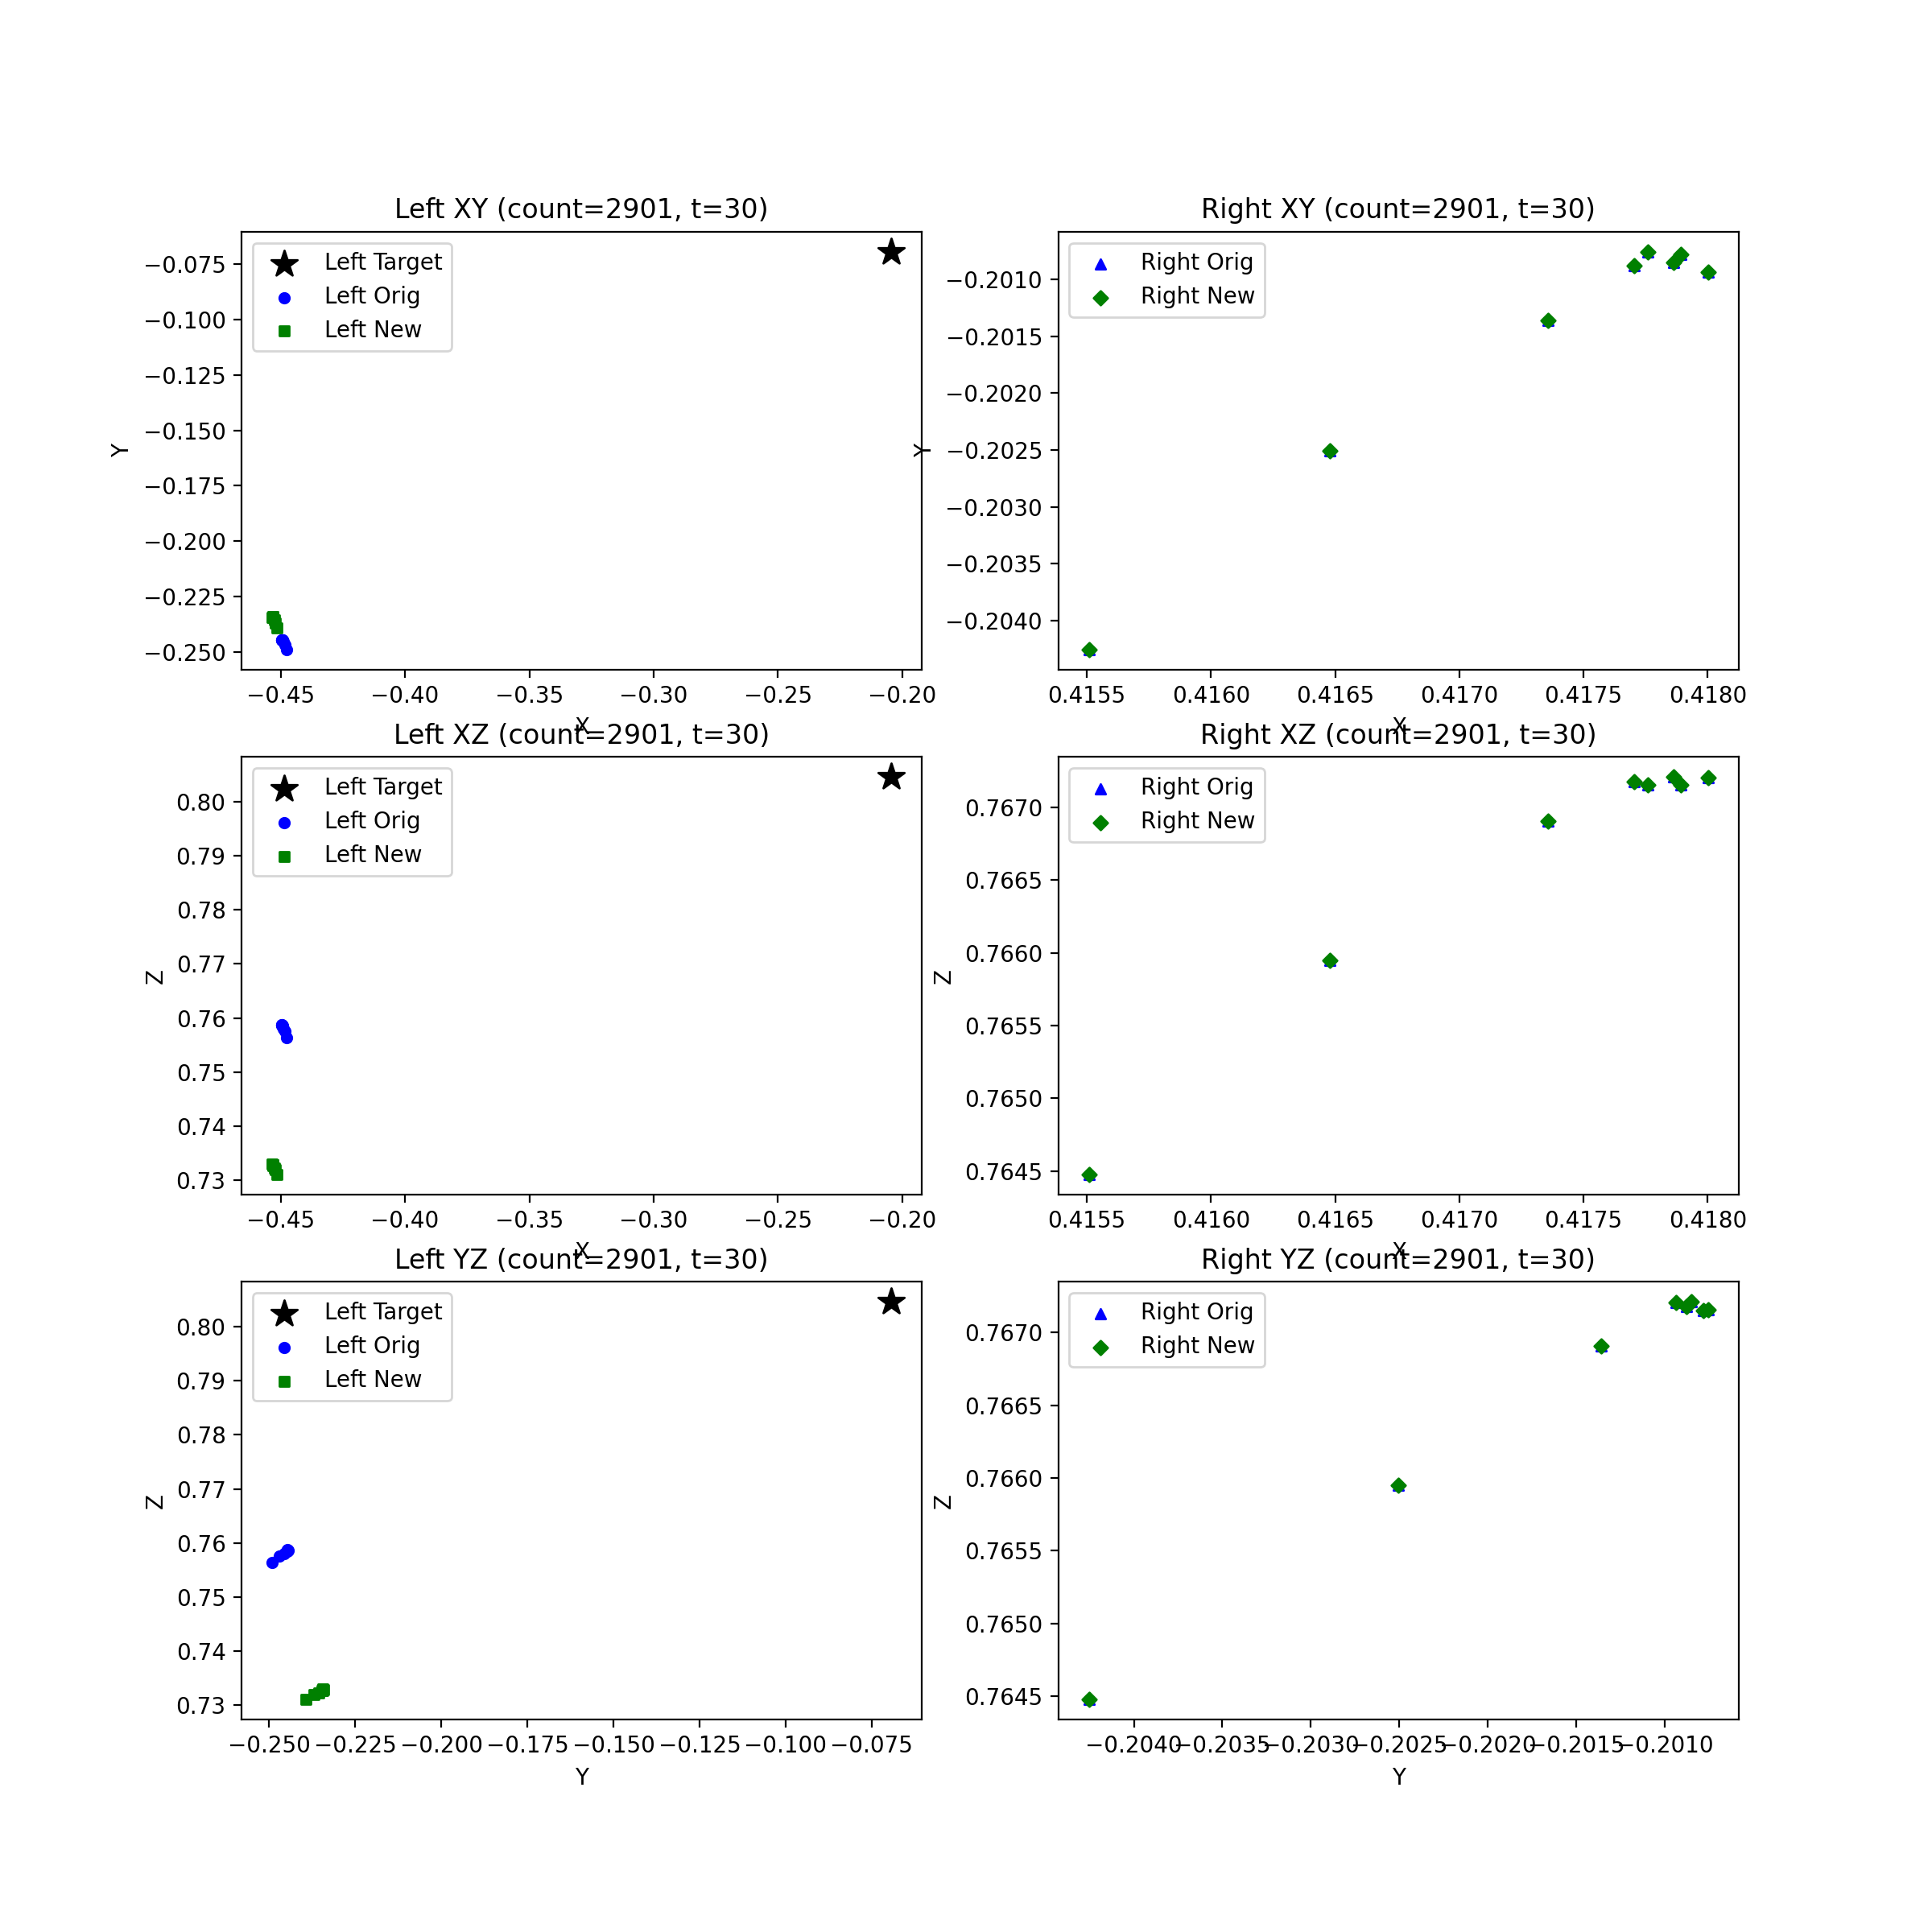 Left XY (count=2901, t=30)
Left Target
Left Orig
Left New
−0.075
−0.100
−0.125
−0.150
−0.175
−0.200
−0.225
−0.250
Y
−0.45 −0.40 −0.35 −0.30 −0.25 −0.20
X
Right XY (count=2901, t=30)
Right Orig
Right New
−0.2010
−0.2015
−0.2020
−0.2025
−0.2030
−0.2035
−0.2040
Y
0.4155 0.4160 0.4165 0.4170 0.4175 0.4180
X
Left XZ (count=2901, t=30)
Left Target
Left Orig
Left New
0.80
0.79
0.78
0.77
0.76
0.75
0.74
0.73
Z
−0.45 −0.40 −0.35 −0.30 −0.25 −0.20
X
Right XZ (count=2901, t=30)
Right Orig
Right New
0.7670
0.7665
0.7660
0.7655
0.7650
0.7645
Z
0.4155 0.4160 0.4165 0.4170 0.4175 0.4180
X
Left YZ (count=2901, t=30)
Left Target
Left Orig
Left New
0.80
0.79
0.78
0.77
0.76
0.75
0.74
0.73
Z
−0.250 −0.225 −0.200 −0.175 −0.150 −0.125 −0.100 −0.075
Y
Right YZ (count=2901, t=30)
Right Orig
Right New
0.7670
0.7665
0.7660
0.7655
0.7650
0.7645
Z
−0.2040 −0.2035 −0.2030 −0.2025 −0.2020 −0.2015 −0.2010
Y